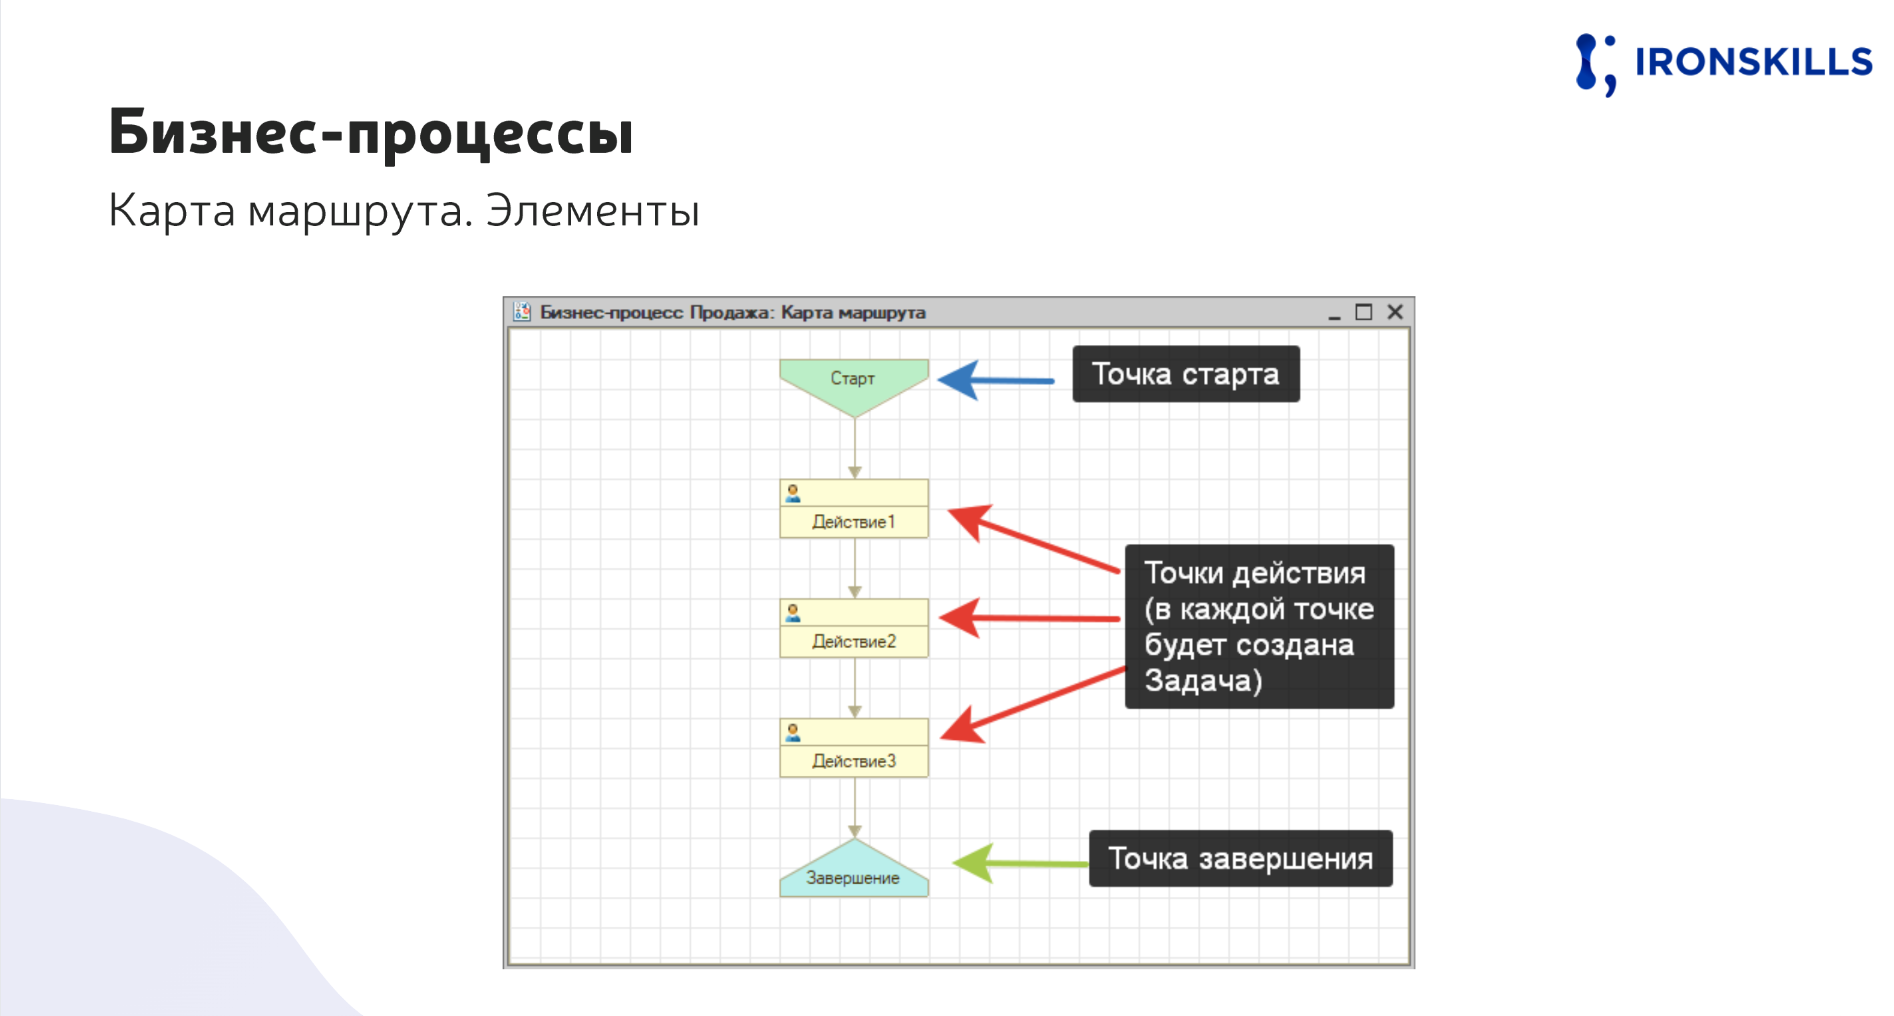 IRONSKILLS
Бизнес-процессы
Карта маршрута. Элементы
Бизнес-процесс Продажа: Карта маршрута
Старт
Точка старта
Действие1
Точки действия
(в каждой точке
будет создана
Задача)
Действие2
Действие3
Точка завершения
Завершение